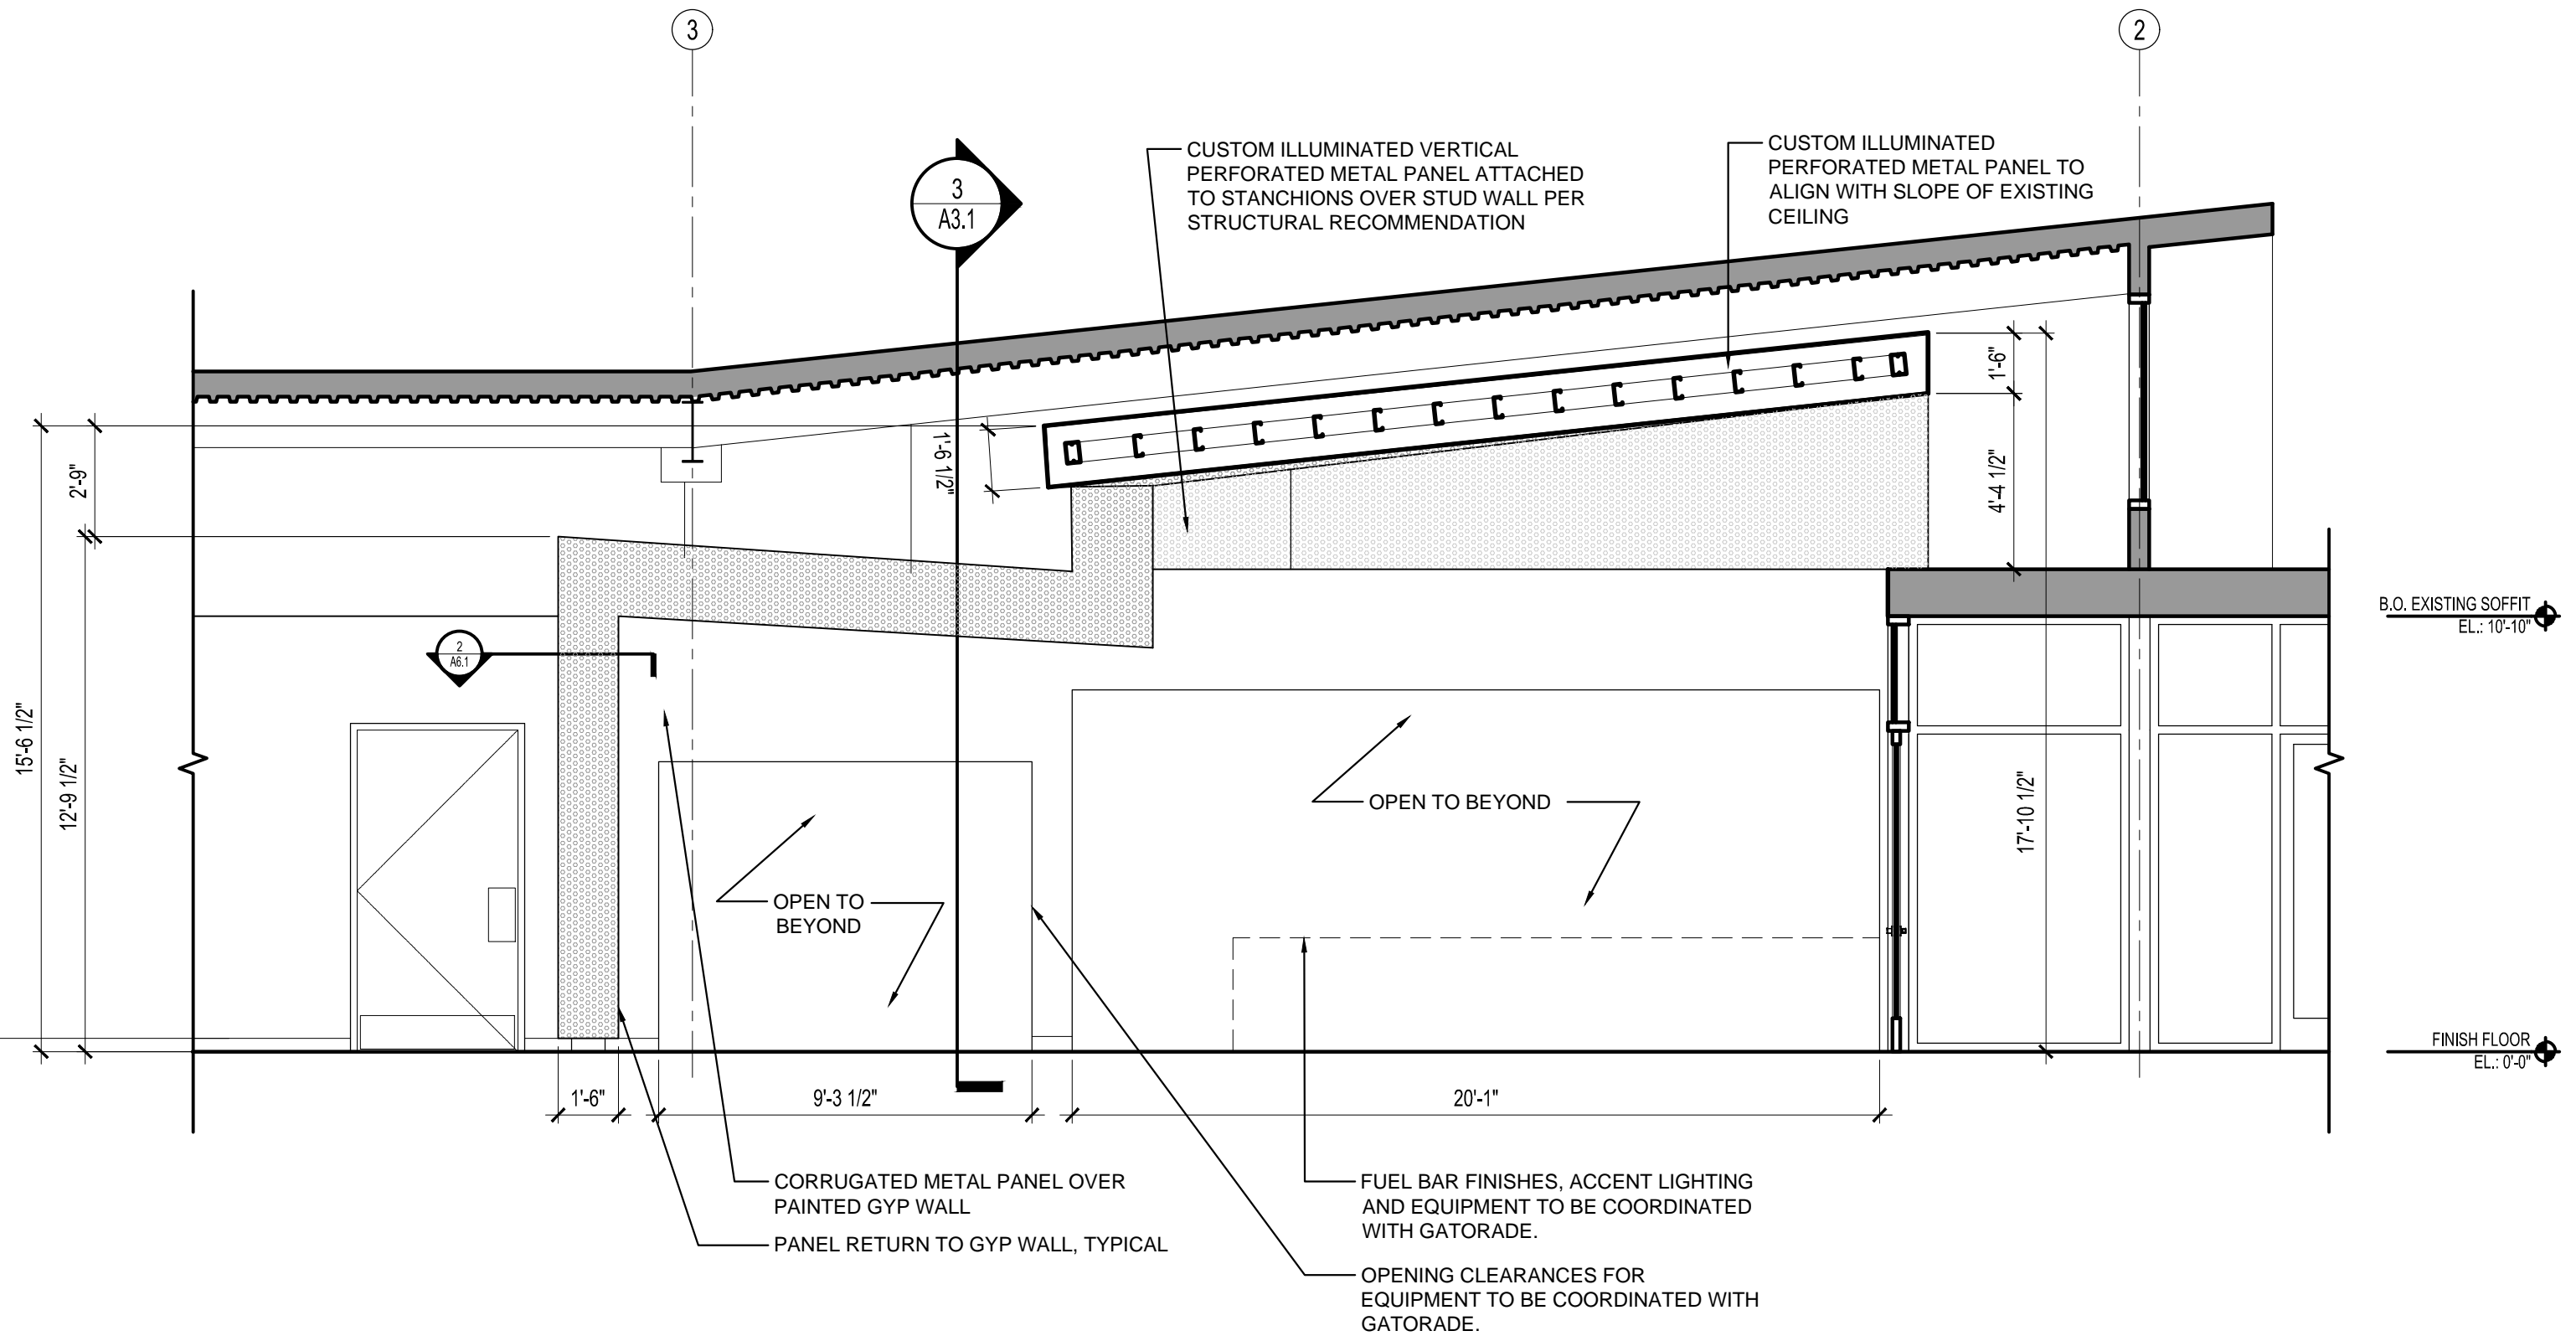 3
2
3
A3.1
CUSTOM ILLUMINATED VERTICAL
PERFORATED METAL PANEL ATTACHED
TO STANCHIONS OVER STUD WALL PER
STRUCTURAL RECOMMENDATION
CUSTOM ILLUMINATED
PERFORATED METAL PANEL TO
ALIGN WITH SLOPE OF EXISTING
CEILING
1'-6"
1'-6 1/2"
2'-9"
4'-4 1/2"
B.O. EXISTING SOFFIT
EL.: 10'-10"
2
A6.1
15'-6 1/2"
12'-9 1/2"
17'-10 1/2"
OPEN TO BEYOND
OPEN TO
BEYOND
FINISH FLOOR
EL.: 0'-0"
1'-6"
9'-3 1/2"
20'-1"
CORRUGATED METAL PANEL OVER
PAINTED GYP WALL
PANEL RETURN TO GYP WALL, TYPICAL
FUEL BAR FINISHES, ACCENT LIGHTING
AND EQUIPMENT TO BE COORDINATED
WITH GATORADE.
OPENING CLEARANCES FOR
EQUIPMENT TO BE COORDINATED WITH
GATORADE.